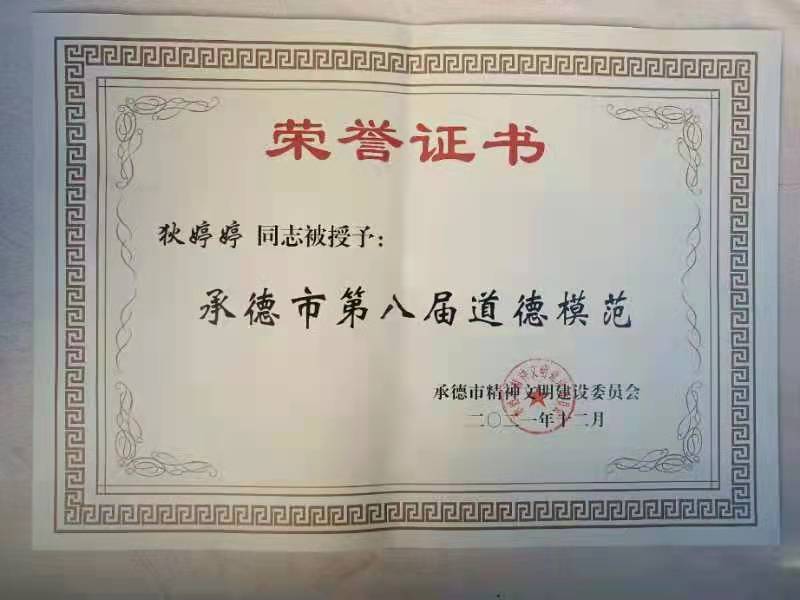 荣誉证书
狄婷婷 同志被授予：
承德市第八届道德模范
承德市精神文明建设委员会
二〇二一年十二月